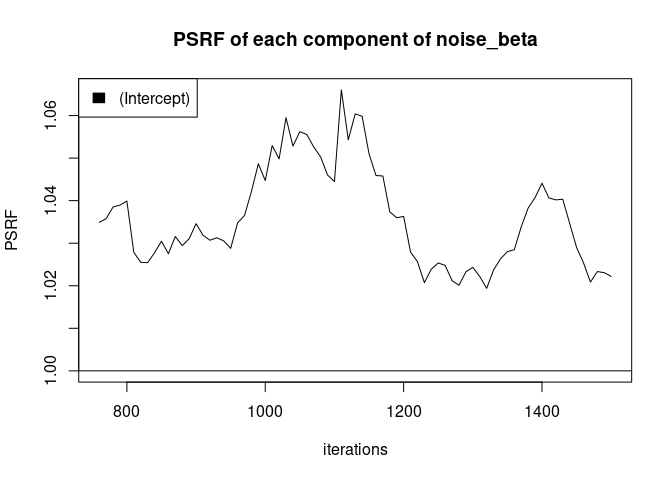 PSRF of each component of noise_beta
(Intercept)
PSRF
1.06
1.04
1.02
1.00
800 1000 1200 1400
iterations